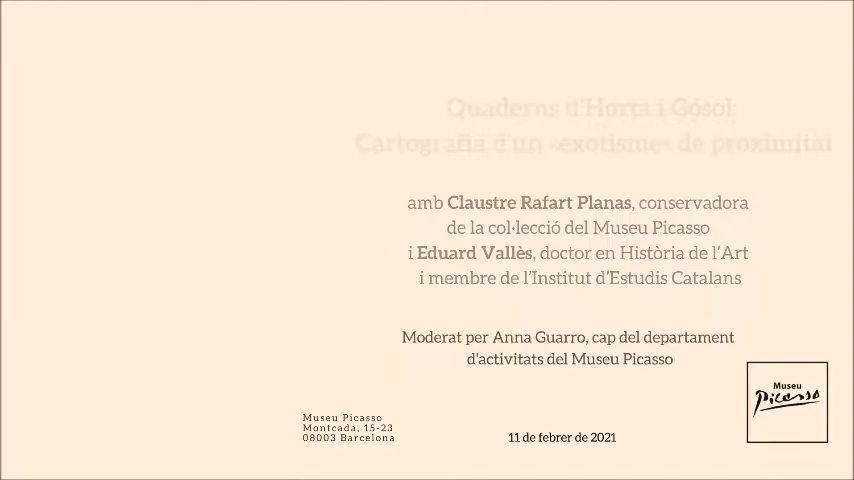 Quaderns d'Horta i Gósol:
Cartografia d'un «exotisme» de proximitat
amb Claustre Rafart Planas, conservadora
de la col·lecció del Museu Picasso
i Eduard Vallès, doctor en Història de l'Art
i membre de l'Institut d'Estudis Catalans
Moderat per Anna Guarro, cap del departament
d'activitats del Museu Picasso
Museu
Picasso
Museu Picasso
Montcada, 15-23
08003 Barcelona
11 de febrer de 2021